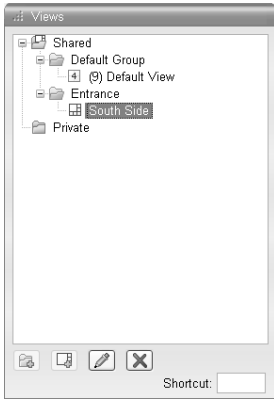 Views
Shared
Default Group
4 (9) Default View
Entrance
South Side
Private
Shortcut: